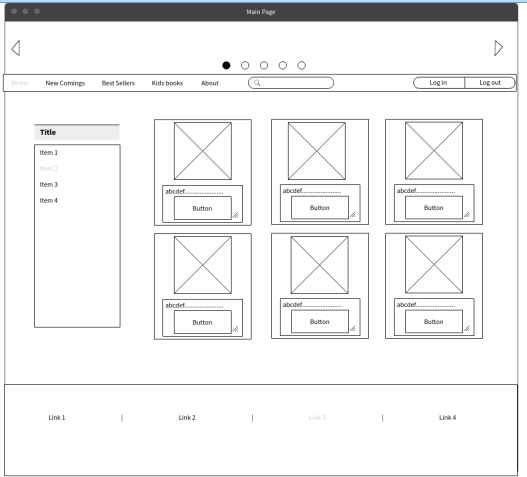 Main Page
Home New Comings Best Sellers Kids books About Log in Log out
Title
Item 1
Item 2
Item 3
Item 4
abcdef...................... abcdef...................... abcdef......................
Button Button Button
abcdef...................... abcdef...................... abcdef......................
Button Button Button
Link 1 | Link 2 | Link 3 | Link 4